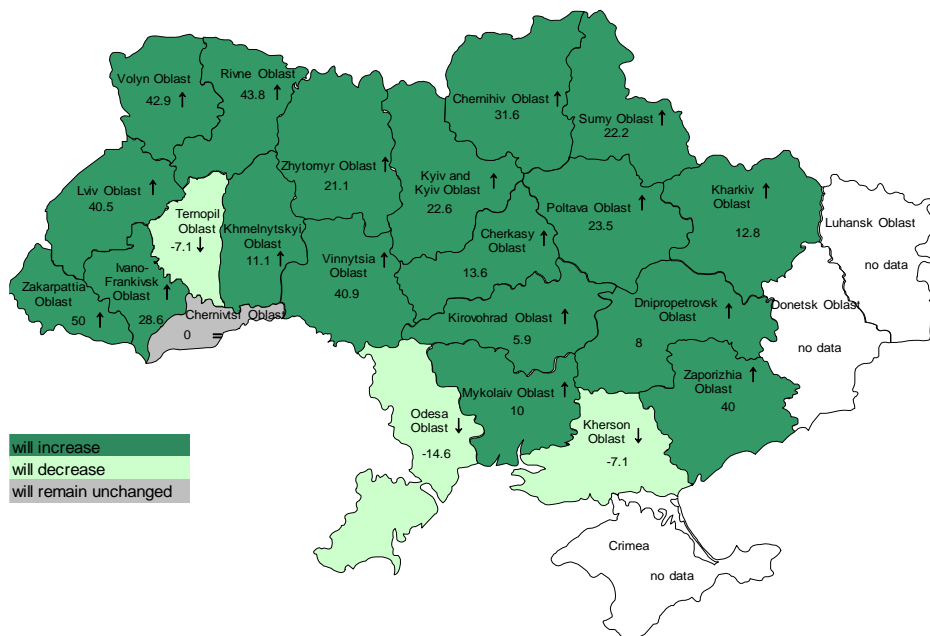 Volyn Oblast
42.9 ↑
Rivne Oblast
43.8 ↑
Chernihiv Oblast ↑
31.6
Sumy Oblast ↑
22.2
Zhytomyr Oblast ↑
21.1
Kyiv and
Kyiv Oblast ↑
22.6
Lviv Oblast ↑
40.5
Ternopil
Oblast
-7.1 ↓
Khmelnytskyi
Oblast
11.1 ↑
Vinnytsia Oblast ↑
40.9
Cherkasy
Oblast ↑
13.6
Poltava Oblast ↑
23.5
Kharkiv
Oblast ↑
12.8
Luhansk Oblast
no data
Zakarpattia
Oblast
50 ↑
Ivano-
Frankivsk
Oblast ↑
28.6
Chernivtsi Oblast
0 =
Kirovohrad Oblast ↑
5.9
Dnipropetrovsk
Oblast ↑
8
Donetsk Oblast
no data
Zaporizhia
Oblast ↑
40
Mykolaiv Oblast ↑
10
Odesa
Oblast ↓
-14.6
Kherson
Oblast ↓
-7.1
Crimea
no data
will increase
will decrease
will remain unchanged